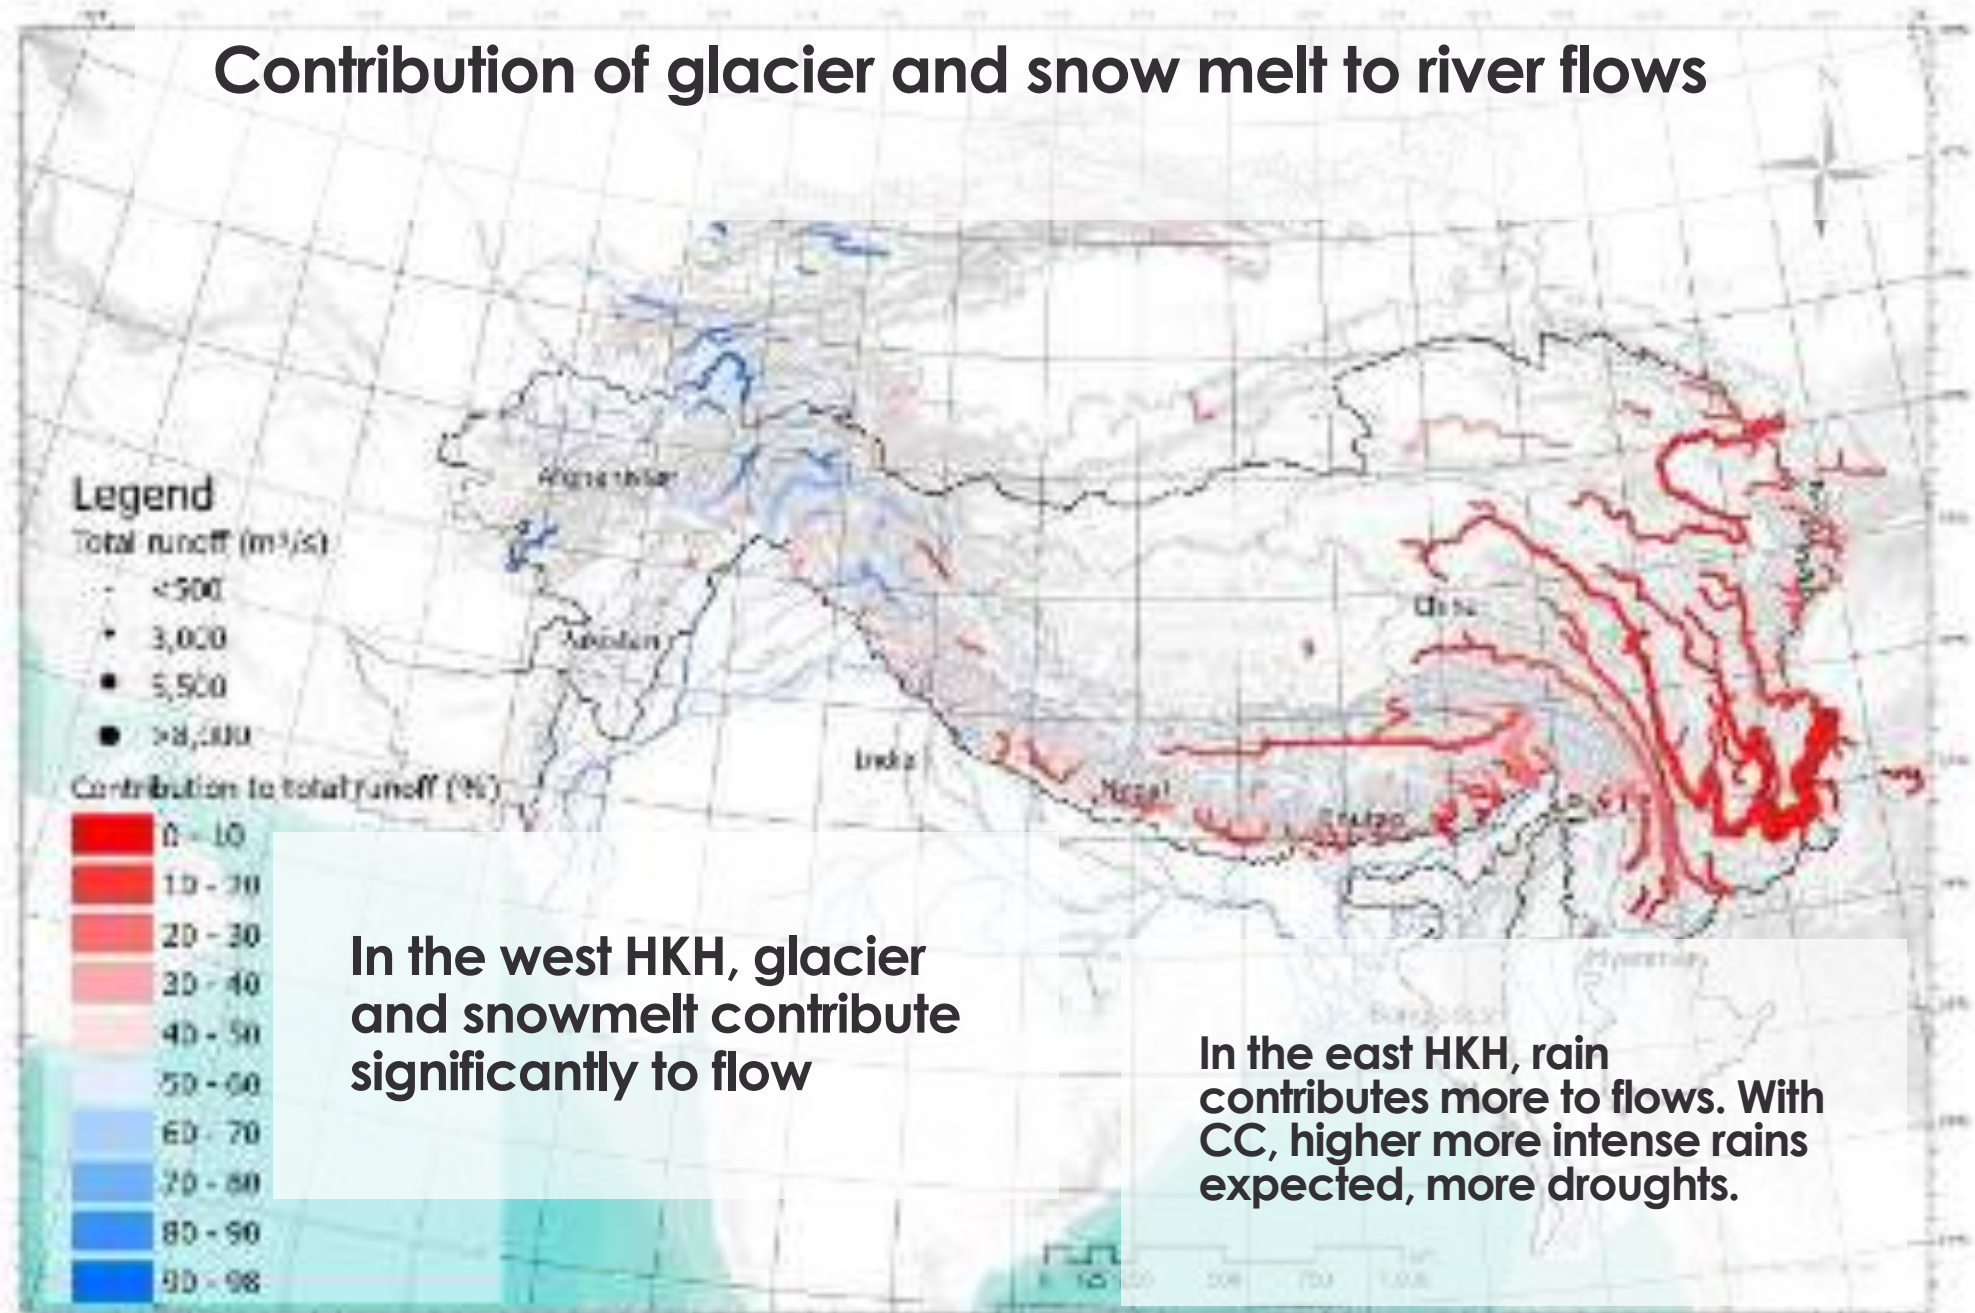 Contribution of glacier and snow melt to river flows
Afghanistan
Legend
Total runoff (m³/s)
<500
3,000
5,500
>8,000
Pakistan
China
India
Nepal
Bhutan
Contribution to total runoff (%)
0 - 10
10 - 20
20 - 30
30 - 40
40 - 50
50 - 60
60 - 70
70 - 80
80 - 90
90 - 98
In the west HKH, glacier
and snowmelt contribute
significantly to flow
Myanmar
Bangladesh
In the east HKH, rain
contributes more to flows. With
CC, higher more intense rains
expected, more droughts.